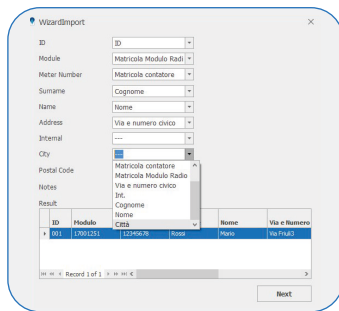 WizardImport
ID ID
Module Matricola Modulo Radi
Meter Number Matricola contatore
Surname Cognome
Name Nome
Address Via e numero civico
Internal ---
City ---
Postal Code
Matricola contatore
Matricola Modulo Radio
Via e numero civico
Int.
Cognome
Nome
Città
Notes
Result
ID Modulo Nome Via e Numero
001 17001251 12345678 Rossi Mario Via Friuli3
Record 1 of 1
Next